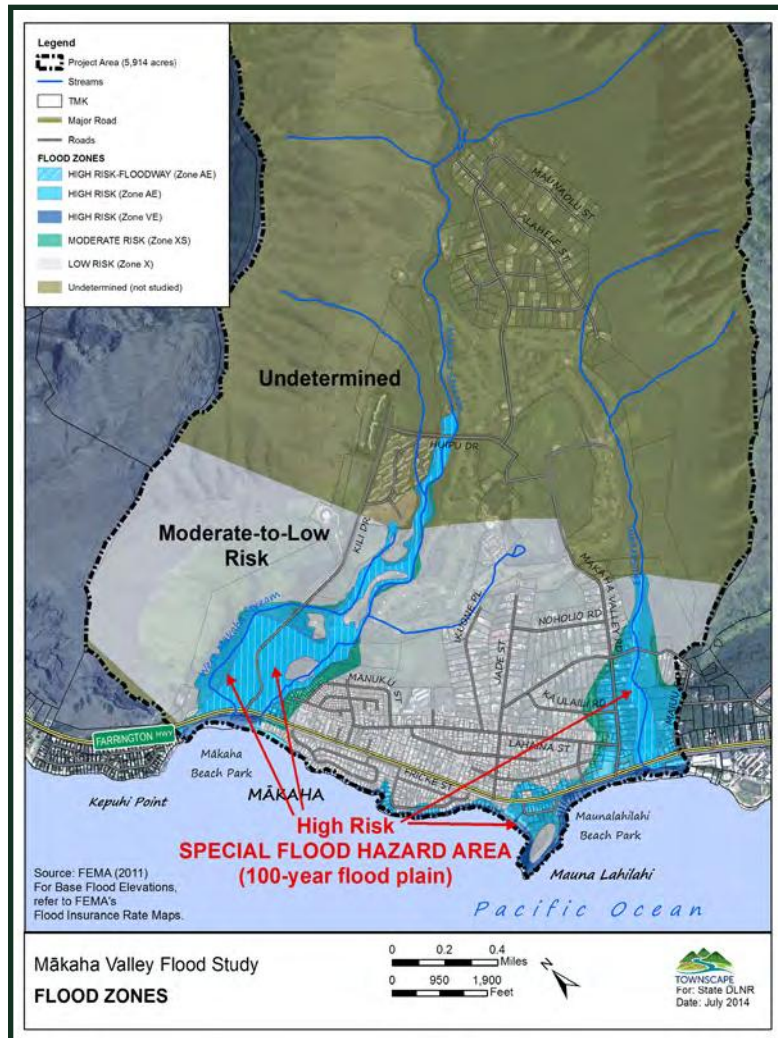 Legend
Project Area (5,914 acres)
Streams
TMK
Major Road
Roads
FLOOD ZONES
HIGH RISK-FLOODWAY (Zone AE)
HIGH RISK (Zone AE)
HIGH RISK (Zone VE)
MODERATE RISK (Zone XS)
LOW RISK (Zone X)
Undetermined (not studied)
MAUNAOLU ST
ALAHELE ST
Undetermined
HUIPU DR
Moderate-to-Low
Risk
KILI DR
MAKAHA VALLEY RD
Stream
KUONE PL
JADE ST
NOHOLIO RD
MANUKU ST
KAULAILI RD
LAHAINA ST
FARRINGTON HWY
Mākaha
Beach Park
Kepuhi Point
MĀKAHA
FRICKE ST
High Risk
SPECIAL FLOOD HAZARD AREA
(100-year flood plain)
Maunalahilahi
Beach Park
Mauna Lahilahi
Pacific Ocean
Source: FEMA (2011)
For Base Flood Elevations,
refer to FEMA's
Flood Insurance Rate Maps.
Mākaha Valley Flood Study
FLOOD ZONES
0 0.2 0.4
Miles
0 950 1,900
Feet
N
TOWNSCAPE
For: State DLNR
Date: July 2014